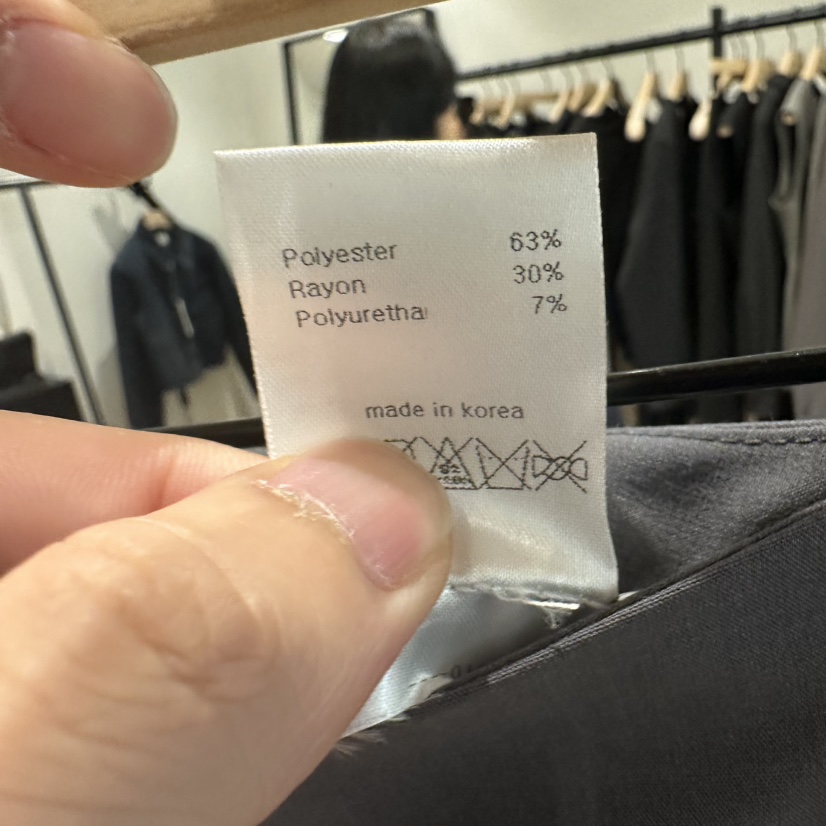 Polyester 63%
Rayon 30%
Polyuretha
7%
made in korea